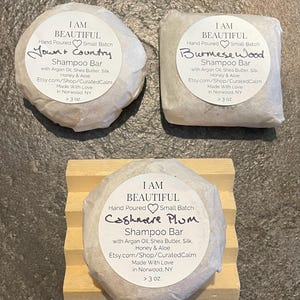 I AM
BEAUTIFUL
Hand Poured ♡ Small Batch
Yount Country
Shampoo Bar
with Argan Oil, Shea Butter, Silk,
Honey & Aloe
Etsy.com/Shop/CuratedCalm
Made With Love
in Norwood, NY
> 3 oz.
I AM
BEAUTIFUL
Hand Poured ♡ Small Batch
Burmese Wood
Shampoo Bar
with Argan Oil, Shea Butter, Silk,
Honey & Aloe
Etsy.com/Shop/CuratedCalm
Made With Love
in Norwood, NY
> 3 oz.
I AM
BEAUTIFUL
Hand Poured ♡ Small Batch
Cashmere Plum
Shampoo Bar
with Argan Oil, Shea Butter, Silk,
Honey & Aloe
Etsy.com/Shop/CuratedCalm
Made With Love
in Norwood, NY
> 3 oz.